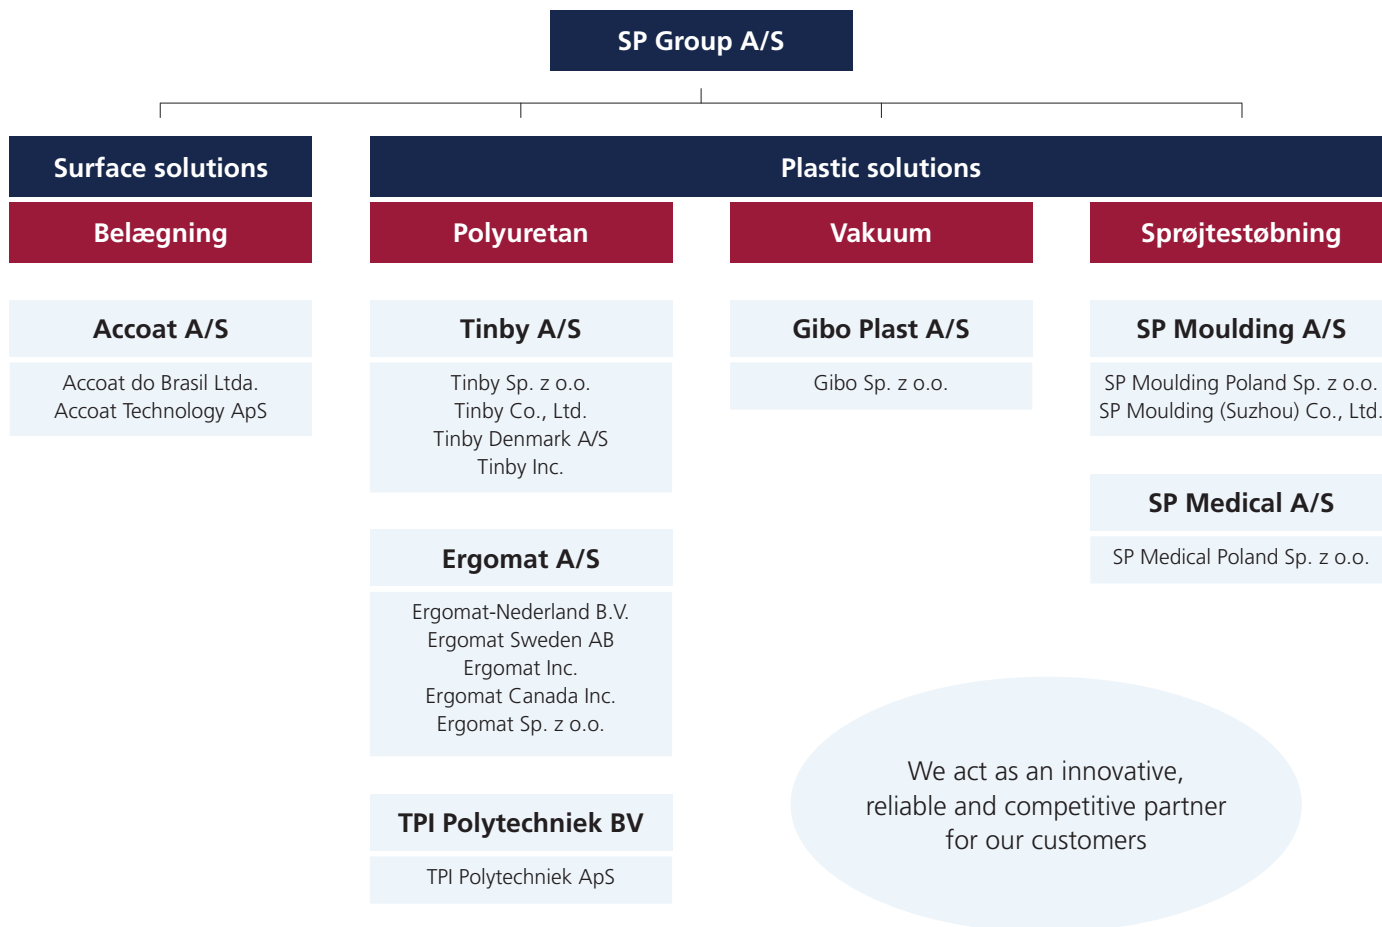 SP Group A/S
Surface solutions
Plastic solutions
Belægning
Polyuretan
Vakuum
Sprøjtestøbning
Accoat A/S
Accoat do Brasil Ltda.
Accoat Technology ApS
Tinby A/S
Tinby Sp. z o.o.
Tinby Co., Ltd.
Tinby Denmark A/S
Tinby Inc.
Ergomat A/S
Ergomat-Nederland B.V.
Ergomat Sweden AB
Ergomat Inc.
Ergomat Canada Inc.
Ergomat Sp. z o.o.
TPI Polytechniek BV
TPI Polytechniek ApS
Gibo Plast A/S
Gibo Sp. z o.o.
SP Moulding A/S
SP Moulding Poland Sp. z o.o.
SP Moulding (Suzhou) Co., Ltd.
SP Medical A/S
SP Medical Poland Sp. z o.o.
We act as an innovative,
reliable and competitive partner
for our customers